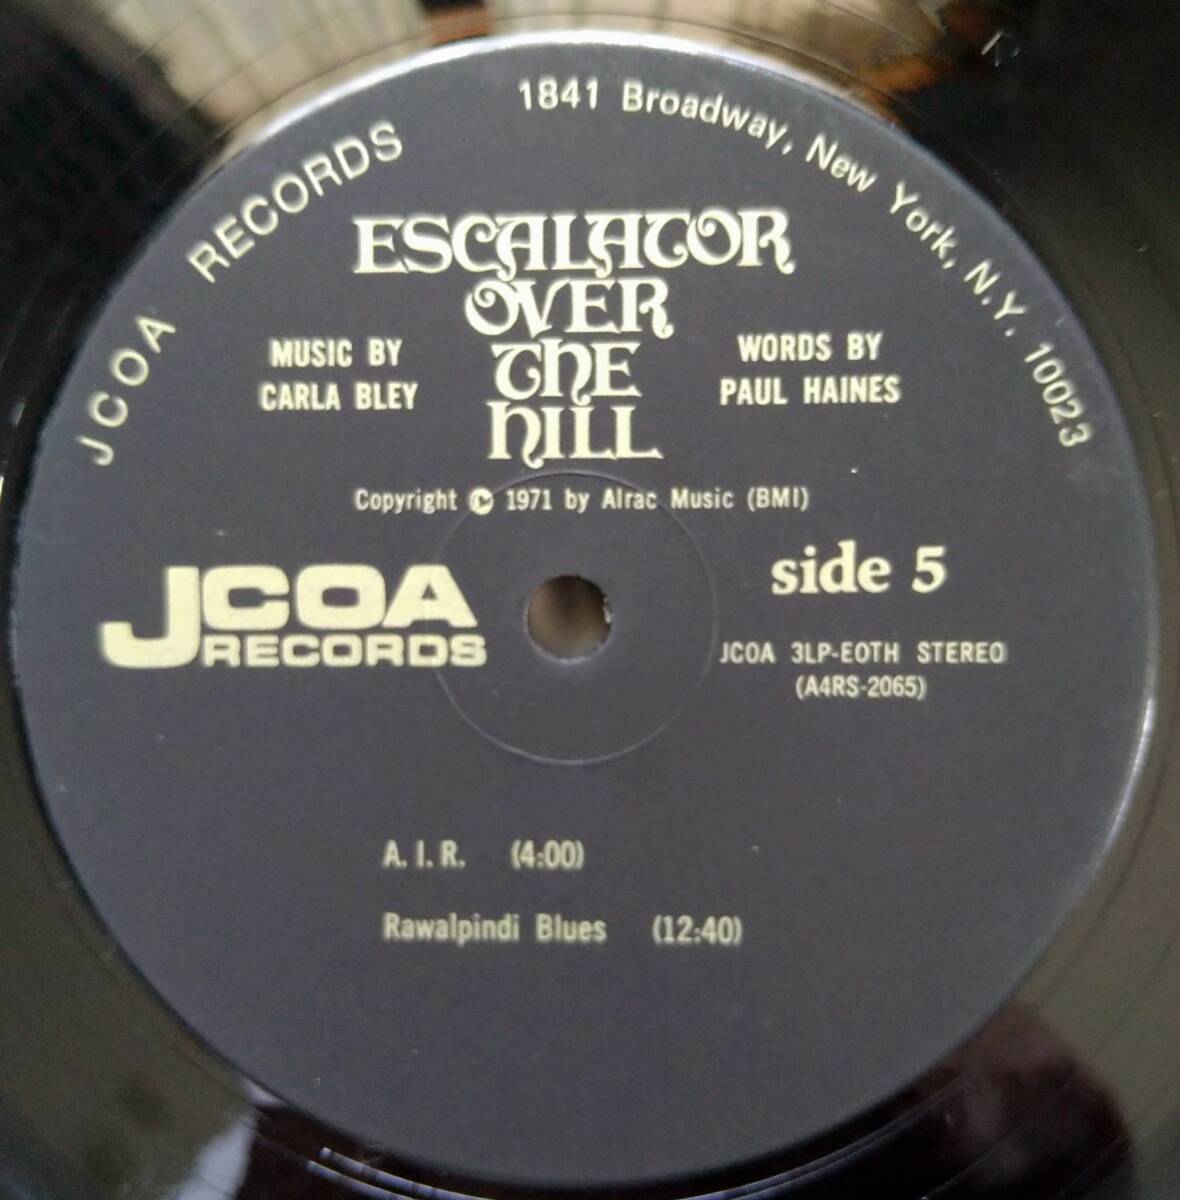 JCOA RECORDS
1841 Broadway, New York, N.Y. 10023
ESCALATOR
OVER
THE
HILL
MUSIC BY
CARLA BLEY
WORDS BY
PAUL HAINES
Copyright © 1971 by Alrac Music (BMI)
JCOA
RECORDS
side 5
JCOA 3LP-EOTH STEREO
(A4RS-2065)
A. I. R. (4:00)
Rawalpindi Blues (12:40)